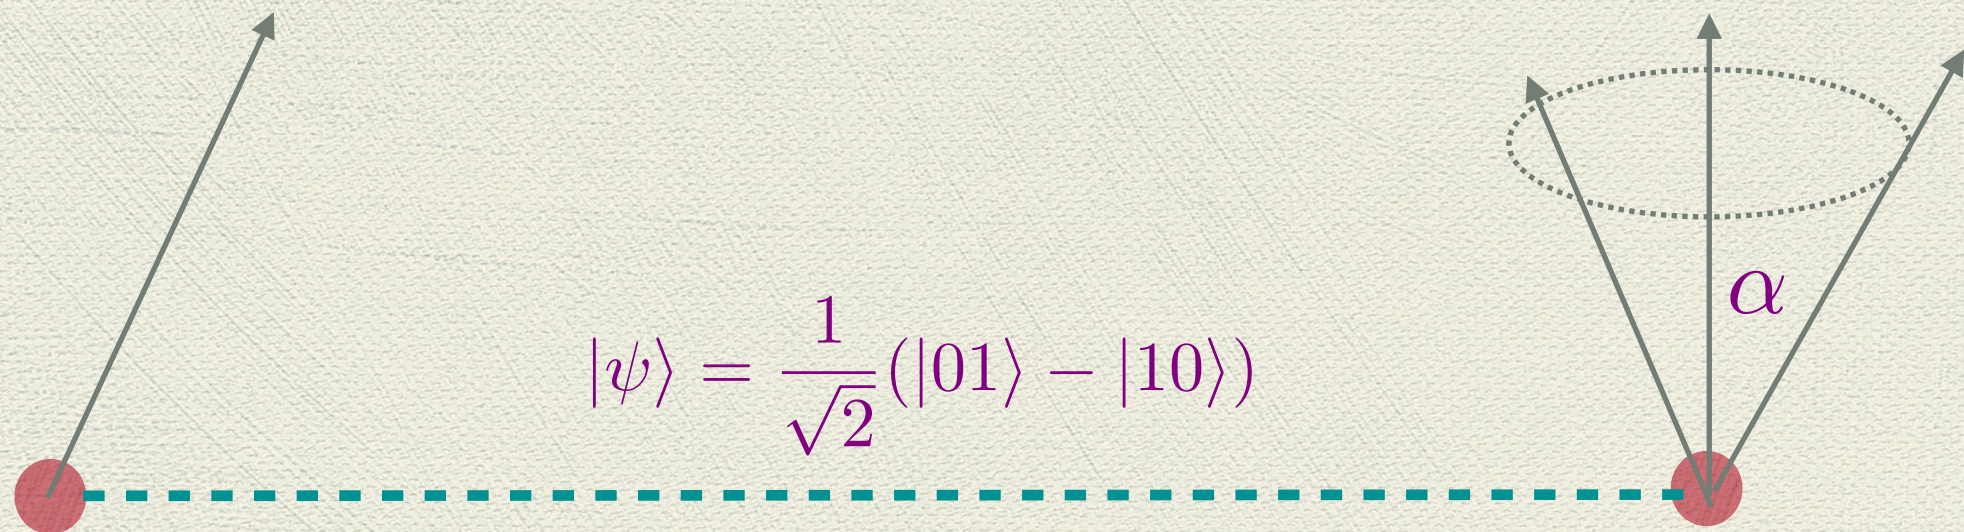 α
|ψ⟩ = 1/√2 (|01⟩ − |10⟩)